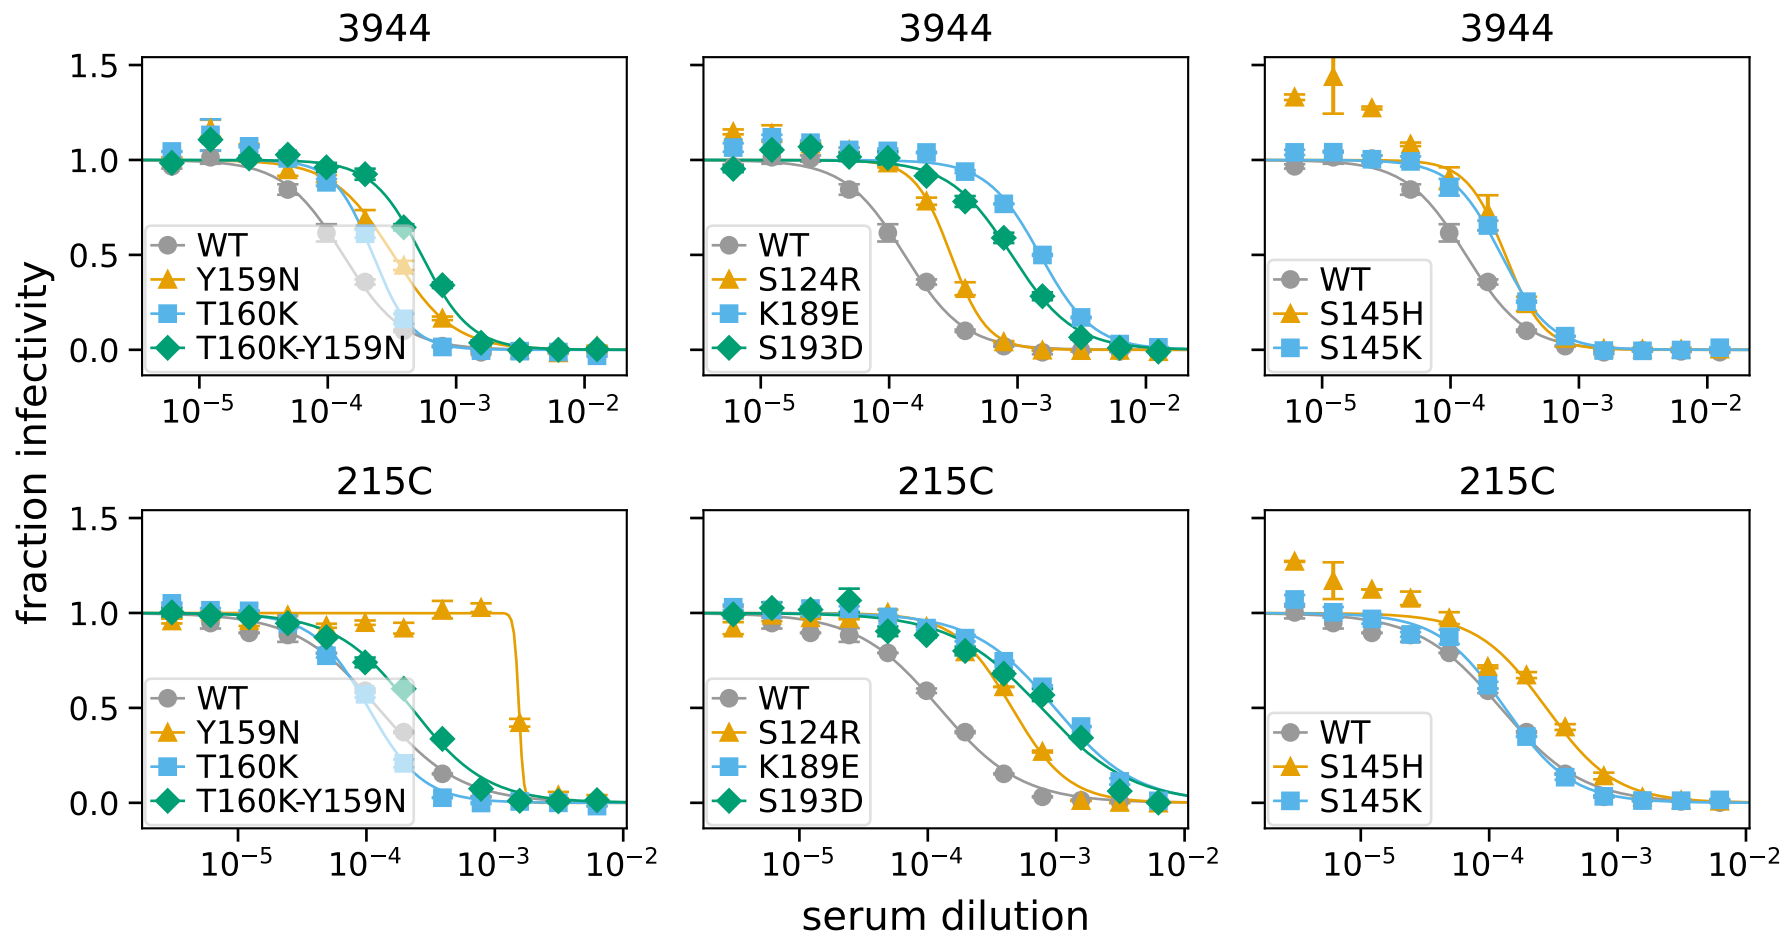 3944
3944
3944
1.5
1.0
0.5
0.0
WT
Y159N
T160K
T160K-Y159N
WT
S124R
K189E
S193D
WT
S145H
S145K
10⁻⁵ 10⁻⁴ 10⁻³ 10⁻²
10⁻⁵ 10⁻⁴ 10⁻³ 10⁻²
10⁻⁵ 10⁻⁴ 10⁻³ 10⁻²
fraction infectivity
215C
215C
215C
1.5
1.0
0.5
0.0
WT
Y159N
T160K
T160K-Y159N
WT
S124R
K189E
S193D
WT
S145H
S145K
10⁻⁵ 10⁻⁴ 10⁻³ 10⁻²
10⁻⁵ 10⁻⁴ 10⁻³ 10⁻²
10⁻⁵ 10⁻⁴ 10⁻³ 10⁻²
serum dilution